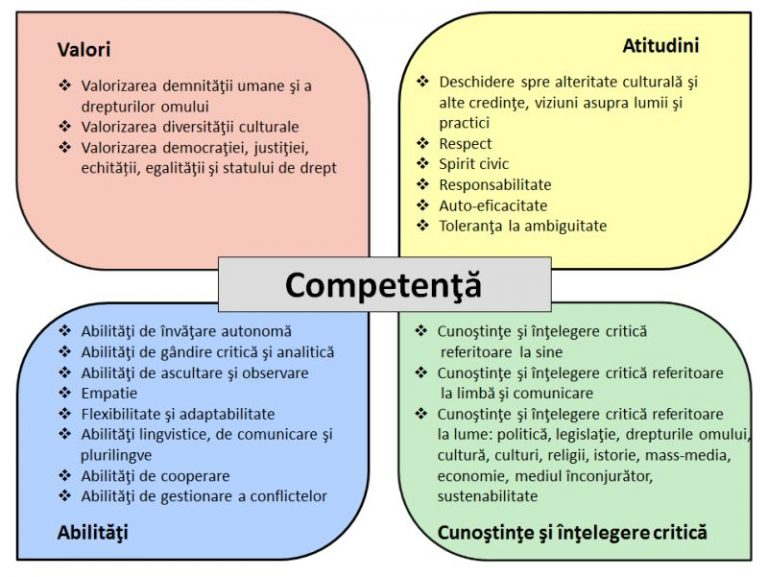 Valori
❖ Valorizarea demnităţii umane şi a
drepturilor omului
❖ Valorizarea diversităţii culturale
❖ Valorizarea democraţiei, justiţiei,
echității, egalităţii şi statului de drept
Atitudini
❖ Deschidere spre alteritate culturală şi
alte credinţe, viziuni asupra lumii şi
practici
❖ Respect
❖ Spirit civic
❖ Responsabilitate
❖ Auto-eficacitate
❖ Toleranţa la ambiguitate
Competenţă
❖ Abilităţi de învăţare autonomă
❖ Abilităţi de gândire critică şi analitică
❖ Abilităţi de ascultare şi observare
❖ Empatie
❖ Flexibilitate şi adaptabilitate
❖ Abilităţi lingvistice, de comunicare şi
plurilingve
❖ Abilităţi de cooperare
❖ Abilităţi de gestionare a conflictelor
Abilităţi
❖ Cunoştinţe şi înţelegere critică
referitoare la sine
❖ Cunoştinţe şi înţelegere critică referitoare
la limbă şi comunicare
❖ Cunoştinţe şi înţelegere critică referitoare
la lume: politică, legislaţie, drepturile omului,
cultură, culturi, religii, istorie, mass-media,
economie, mediul înconjurător,
sustenabilitate
Cunoştinţe şi înţelegere critică